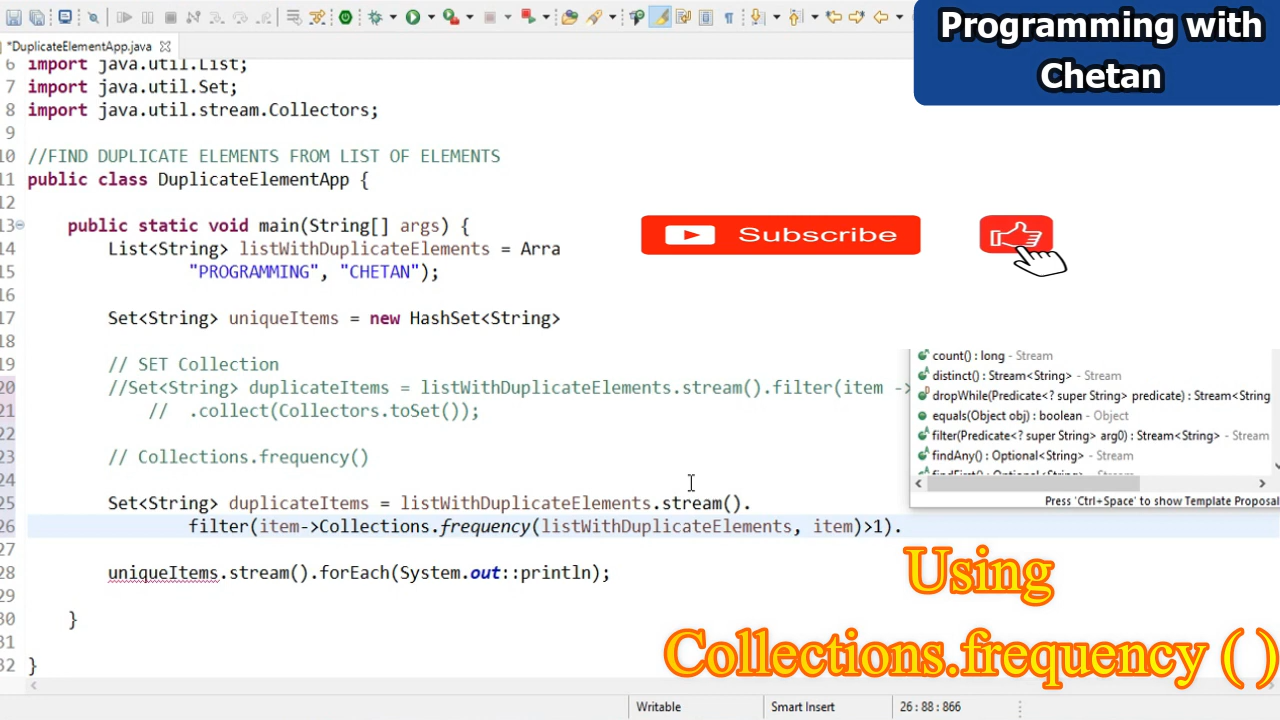 Programming with
Chetan
*DuplicateElementApp.java
6 import java.util.List;
7 import java.util.Set;
8 import java.util.stream.Collectors;
9
10 //FIND DUPLICATE ELEMENTS FROM LIST OF ELEMENTS
11 public class DuplicateElementApp {
12
13 public static void main(String[] args) {
14 List<String> listWithDuplicateElements = Arra
15 "PROGRAMMING", "CHETAN");
Subscribe
16
17 Set<String> uniqueItems = new HashSet<String>
18
19 // SET Collection
20 //Set<String> duplicateItems = listWithDuplicateElements.stream().filter(item ->
21 // .collect(Collectors.toSet());
22
23 // Collections.frequency()
24
25 Set<String> duplicateItems = listWithDuplicateElements.stream().
26 filter(item->Collections.frequency(listWithDuplicateElements, item)>1).
27
28 uniqueItems.stream().forEach(System.out::println);
29
30 }
31
32 }
count() : long - Stream
distinct() : Stream<String> - Stream
dropWhile(Predicate<? super String> predicate) : Stream<String
equals(Object obj) : boolean - Object
filter(Predicate<? super String> arg0) : Stream<String> - Stream
findAny() : Optional<String> - Stream
findFirst() : Optional<String> - Stream
Press 'Ctrl+Space' to show Template Proposal
Using
Collections.frequency ( )
Writable Smart Insert 26 : 88 : 866